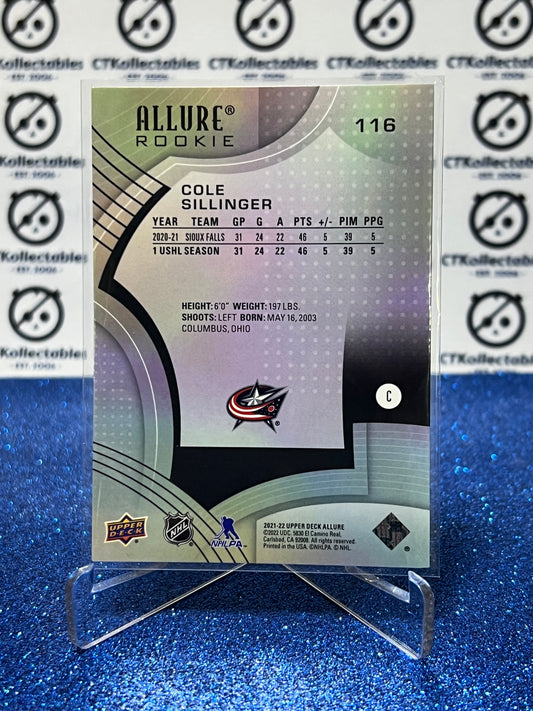 CTKollectables
EST. 2006
ALLURE®
ROOKIE
116
COLE
SILLINGER
YEAR TEAM GP G A PTS +/- PIM PPG
2020-21 SIOUX FALLS 31 24 22 46 5 39 5
1 USHL SEASON 31 24 22 46 5 39 5
HEIGHT: 6'0" WEIGHT: 197 LBS.
SHOOTS: LEFT BORN: MAY 16, 2003
COLUMBUS, OHIO
C
UPPER
DECK
NHL
NHLPA
2021-22 UPPER DECK ALLURE
©2022 UDC. 5830 El Camino Real,
Carlsbad, CA 92008. All rights reserved.
Printed in the USA. ©NHLPA. © NHL.